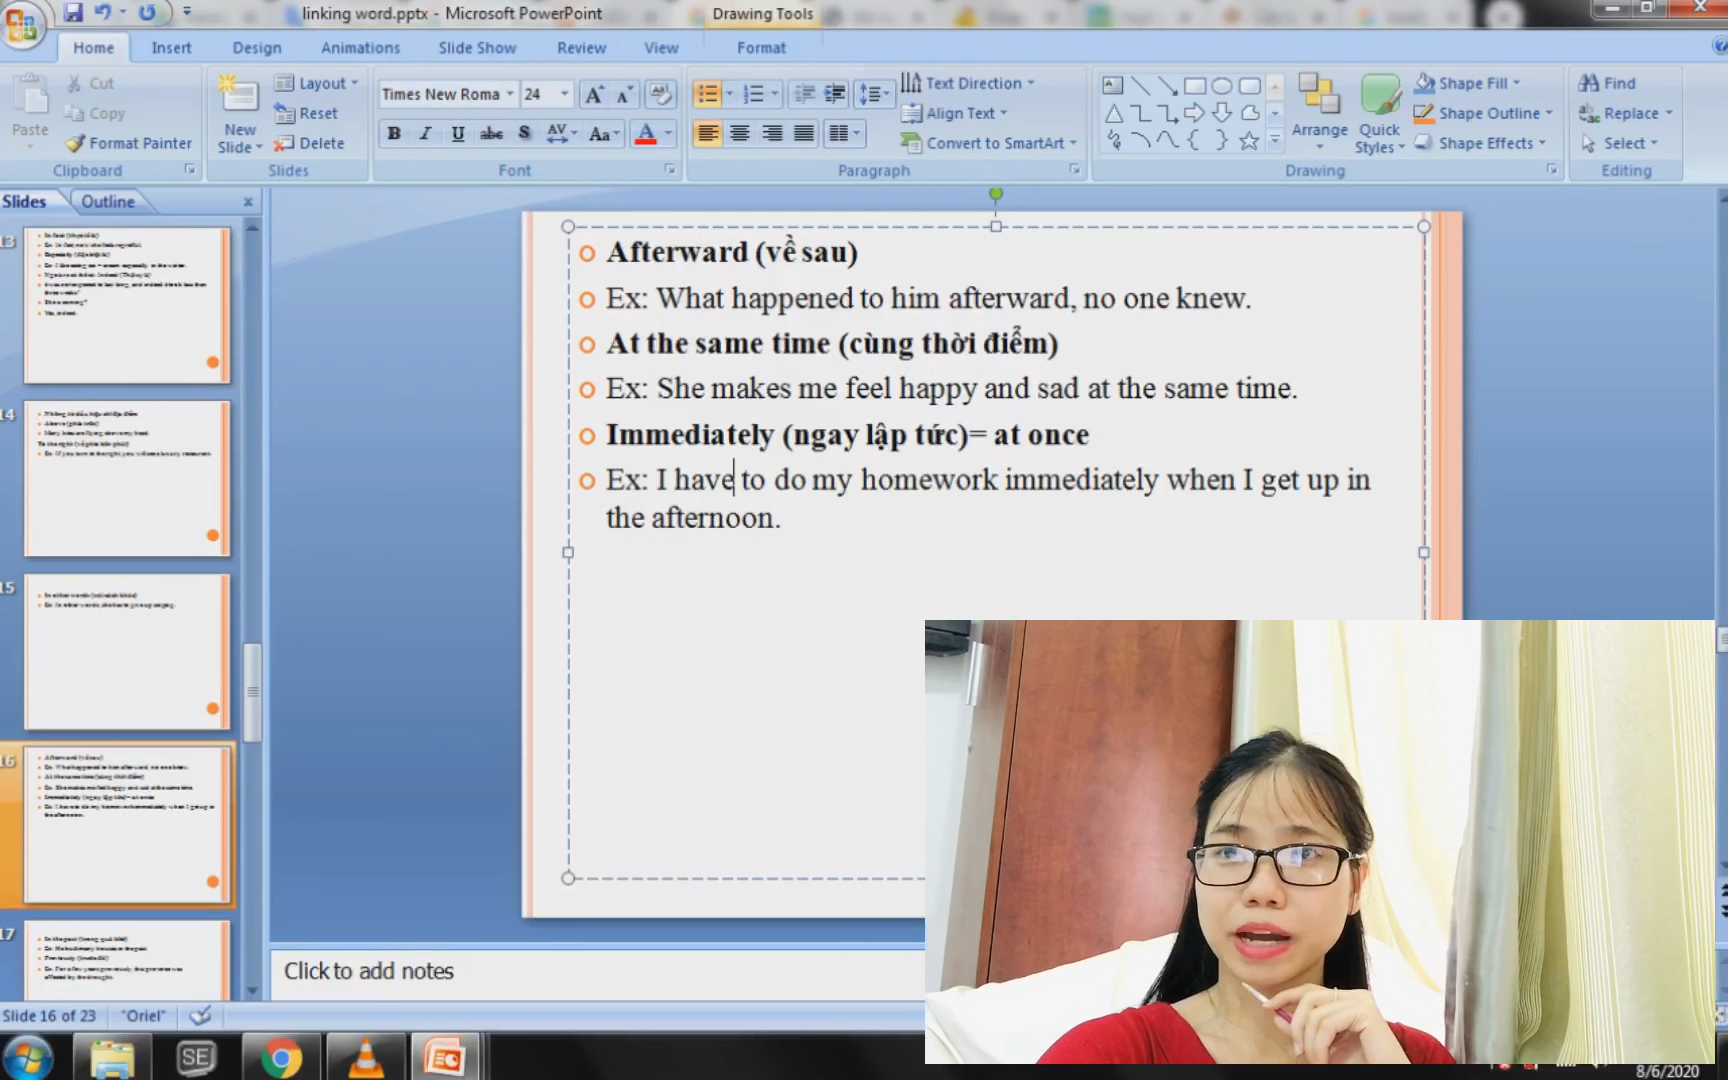 linking word.pptx - Microsoft PowerPoint
Drawing Tools
Home Insert Design Animations Slide Show Review View Format
Paste
Cut
Copy
Format Painter
Clipboard
New Slide
Layout
Reset
Delete
Slides
Times New Roma 24
Font
Text Direction
Align Text
Convert to SmartArt
Paragraph
Arrange
Quick Styles
Shape Fill
Shape Outline
Shape Effects
Drawing
Find
Replace
Select
Editing
Slides Outline
13
14
15
16
17
Afterward (về sau)
Ex: What happened to him afterward, no one knew.
At the same time (cùng thời điểm)
Ex: She makes me feel happy and sad at the same time.
Immediately (ngay lập tức)= at once
Ex: I have to do my homework immediately when I get up in
the afternoon.
Click to add notes
Slide 16 of 23 "Oriel"
SE
8/6/2020